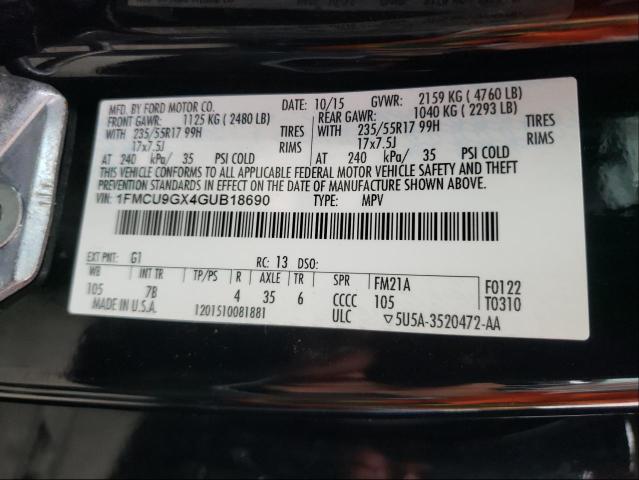 MFD. BY FORD MOTOR CO. DATE: 10/15 GVWR: 2159 KG ( 4760 LB)
FRONT GAWR: 1125 KG ( 2480 LB) REAR GAWR: 1040 KG ( 2293 LB)
WITH 235/55R17 99H TIRES WITH 235/55R17 99H TIRES
17x7.5J RIMS 17x7.5J RIMS
AT 240 kPa/ 35 PSI COLD AT 240 kPa/ 35 PSI COLD
THIS VEHICLE CONFORMS TO ALL APPLICABLE FEDERAL MOTOR VEHICLE SAFETY AND THEFT
PREVENTION STANDARDS IN EFFECT ON THE DATE OF MANUFACTURE SHOWN ABOVE.
VIN: 1FMCU9GX4GUB18690 TYPE: MPV
EXT PNT: G1 RC: 13 DSO:
WB INT TR TP/PS R AXLE TR SPR FM21A F0122
105 7B 4 35 6 CCCC 105 T0310
MADE IN U.S.A. 1201510081881 ULC ▽5U5A-3520472-AA